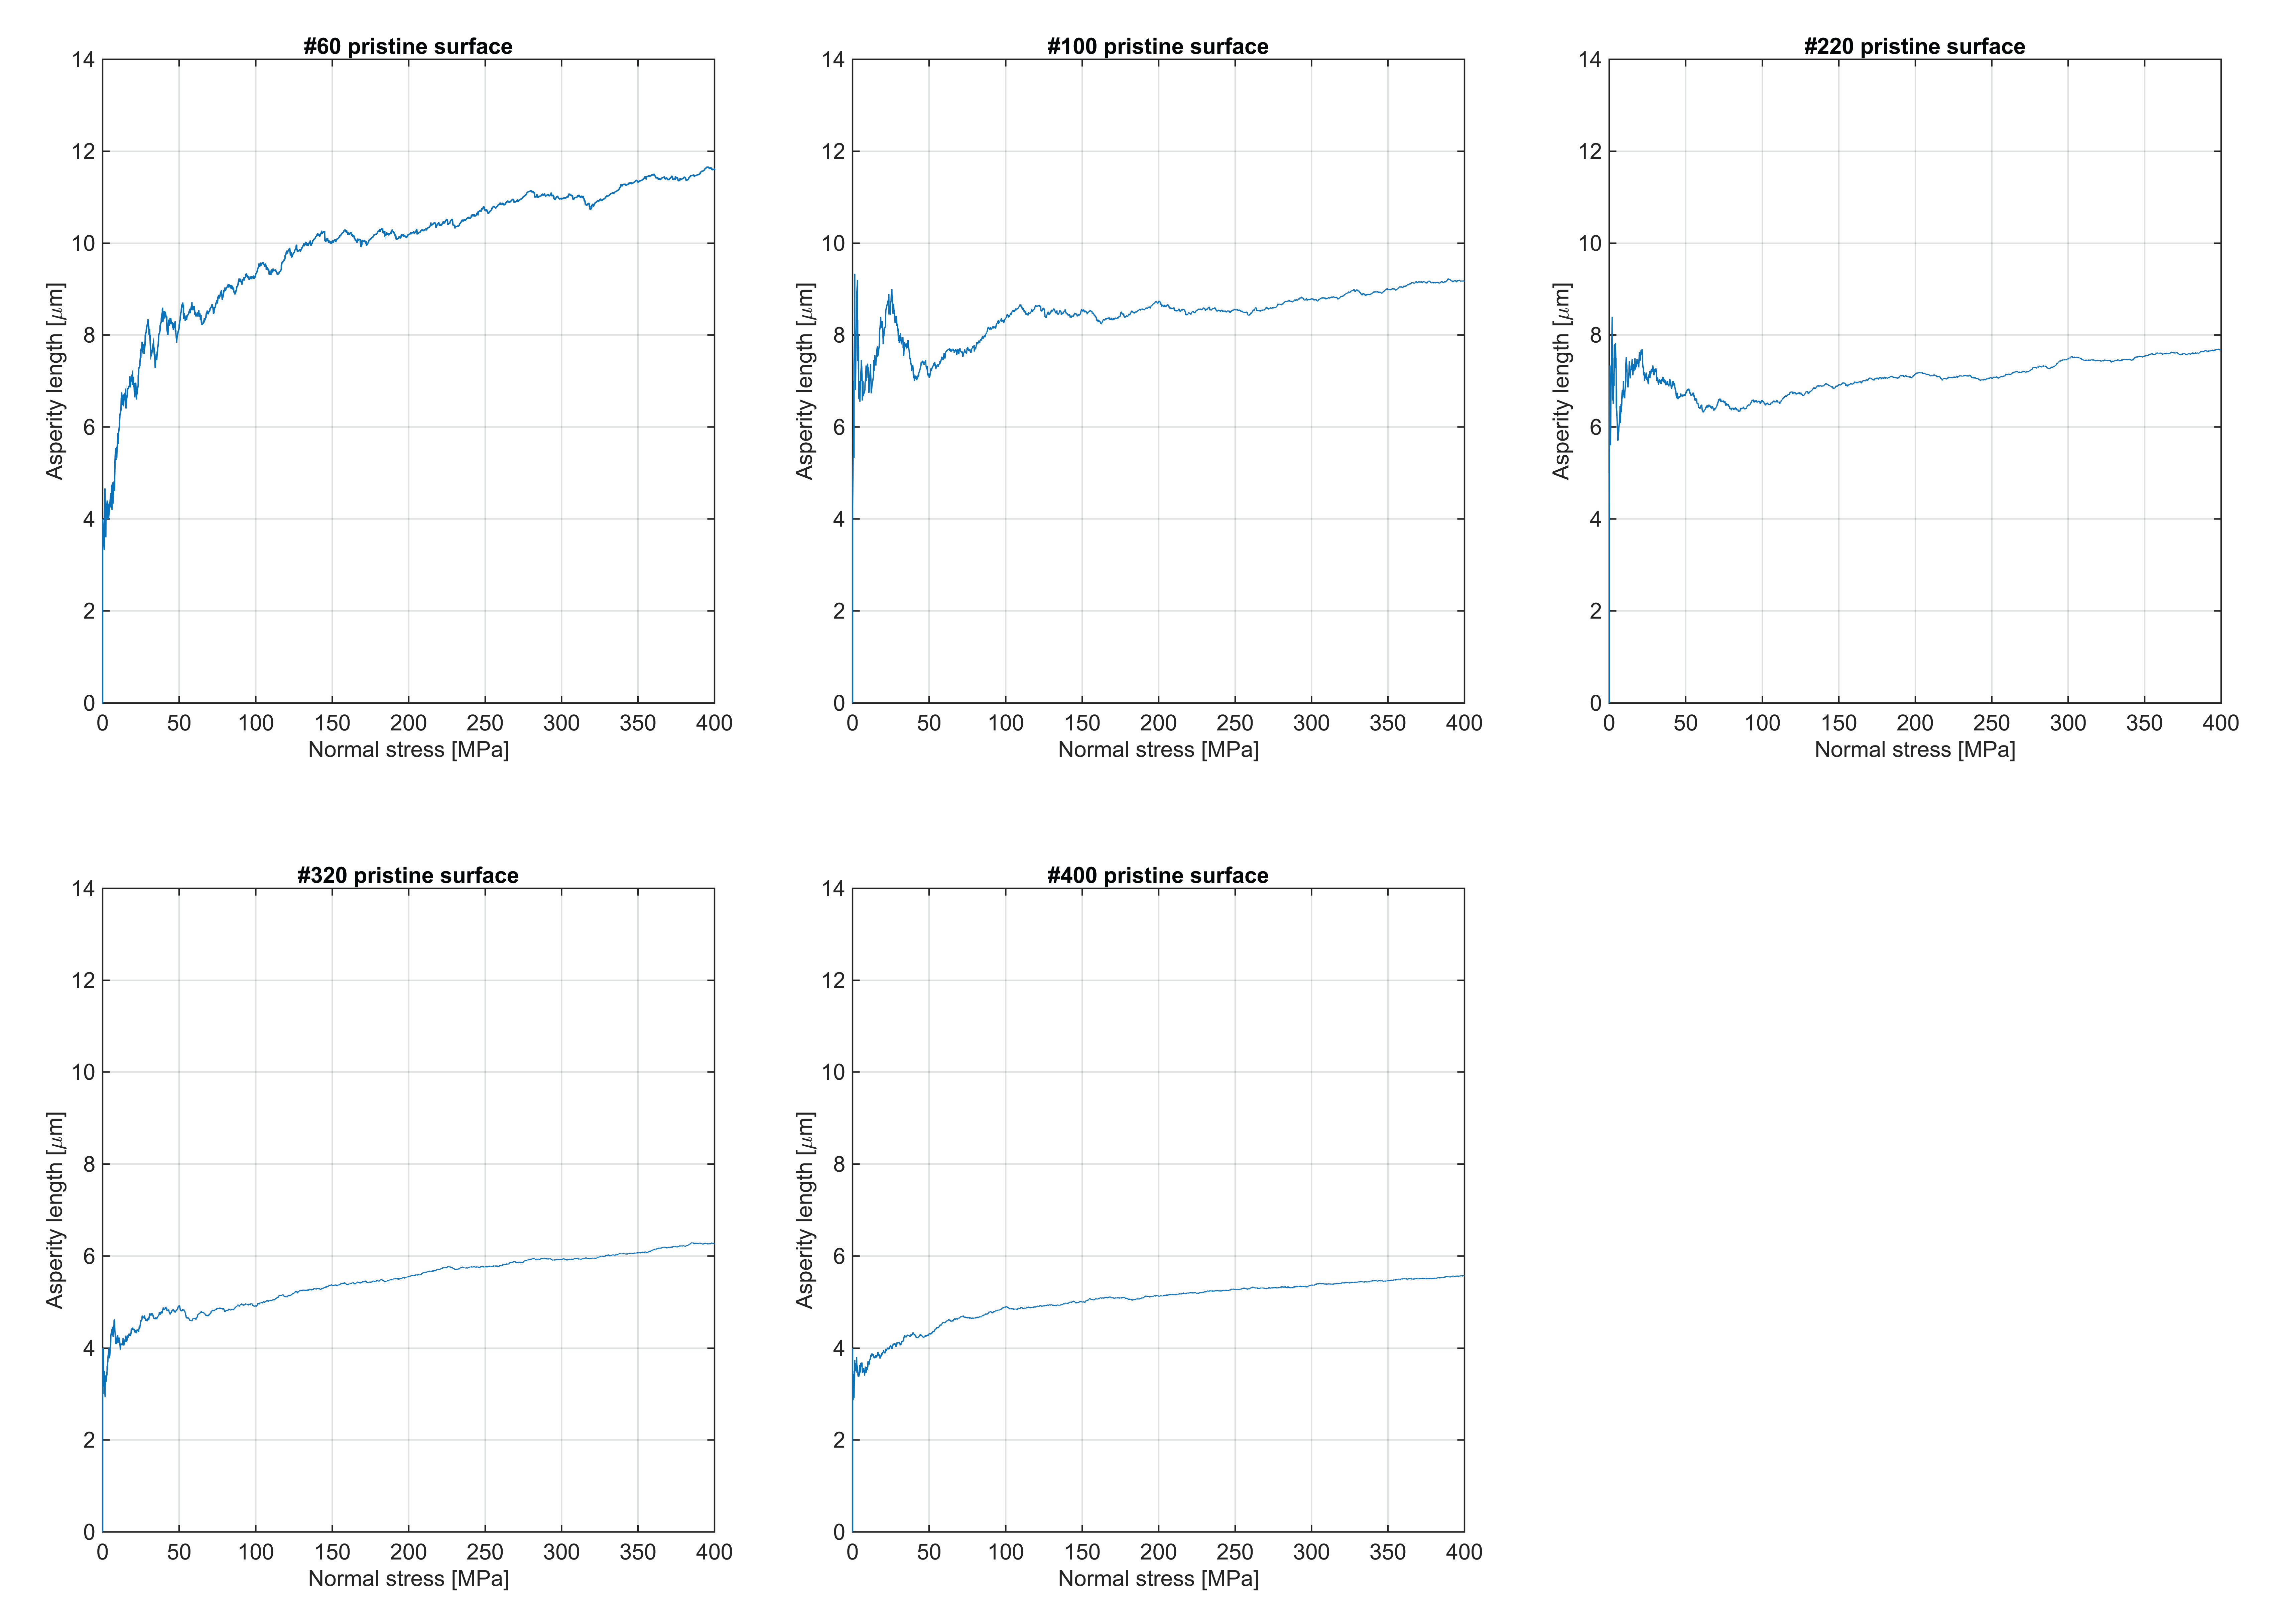 #60 pristine surface
14
12
10
8
6
4
2
0
Asperity length [μm]
0 50 100 150 200 250 300 350 400
Normal stress [MPa]
#100 pristine surface
14
12
10
8
6
4
2
0
Asperity length [μm]
0 50 100 150 200 250 300 350 400
Normal stress [MPa]
#220 pristine surface
14
12
10
8
6
4
2
0
Asperity length [μm]
0 50 100 150 200 250 300 350 400
Normal stress [MPa]
#320 pristine surface
14
12
10
8
6
4
2
0
Asperity length [μm]
0 50 100 150 200 250 300 350 400
Normal stress [MPa]
#400 pristine surface
14
12
10
8
6
4
2
0
Asperity length [μm]
0 50 100 150 200 250 300 350 400
Normal stress [MPa]